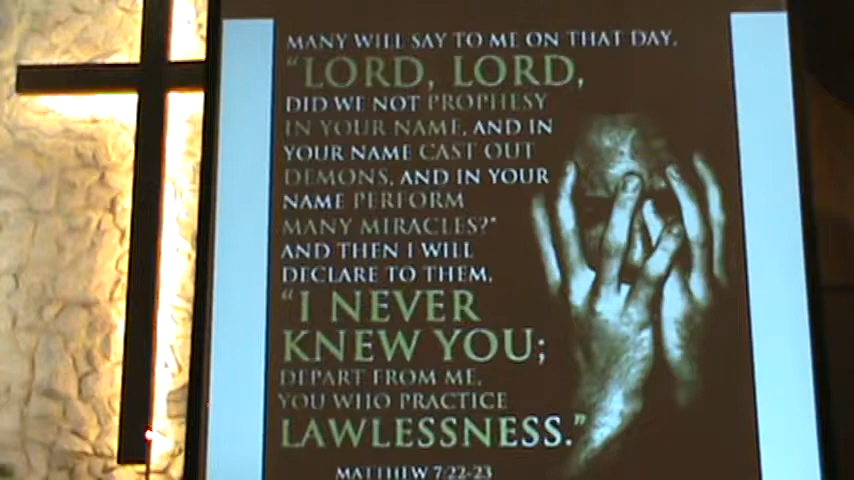 MANY WILL SAY TO ME ON THAT DAY,
“LORD, LORD,
DID WE NOT PROPHESY
IN YOUR NAME, AND IN
YOUR NAME CAST OUT
DEMONS, AND IN YOUR
NAME PERFORM
MANY MIRACLES?”
AND THEN I WILL
DECLARE TO THEM,
“I NEVER
KNEW YOU;
DEPART FROM ME,
YOU WHO PRACTICE
LAWLESSNESS.”
MATTHEW 7:22-23